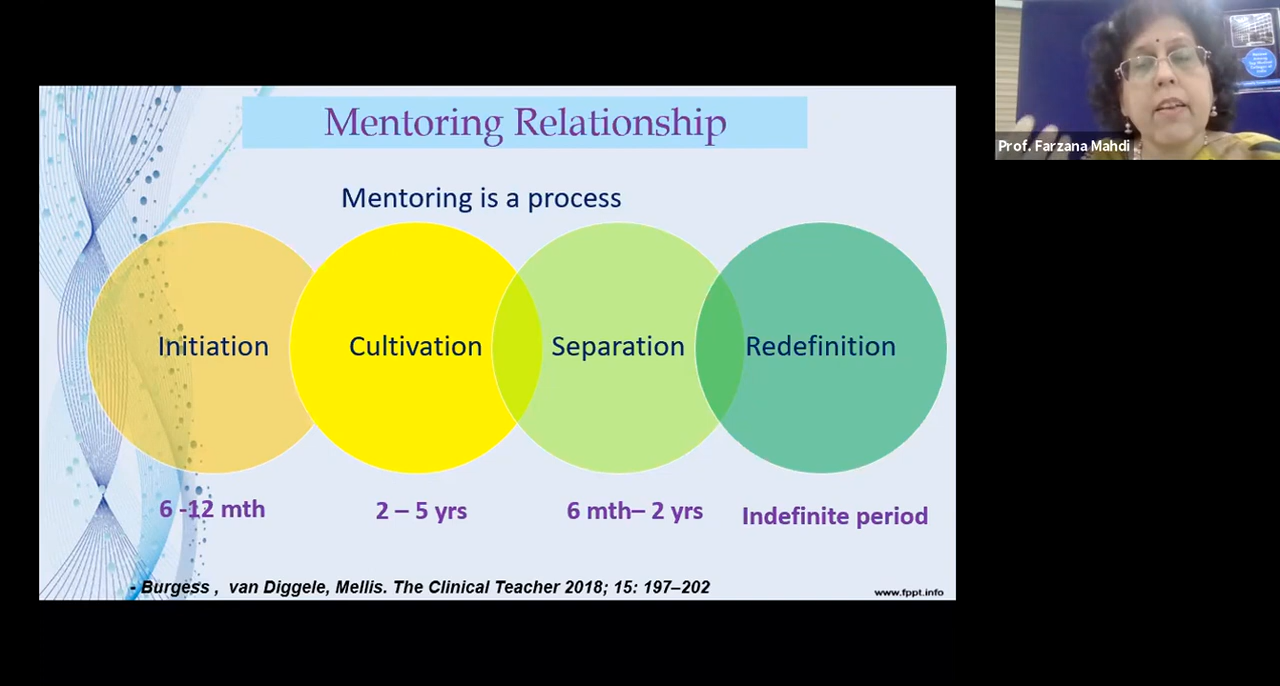 Mentoring Relationship
Mentoring is a process
Initiation
Cultivation
Separation
Redefinition
6 -12 mth
2 – 5 yrs
6 mth– 2 yrs
Indefinite period
- Burgess , van Diggele, Mellis. The Clinical Teacher 2018; 15: 197–202
www.fppt.info
Prof. Farzana Mahdi